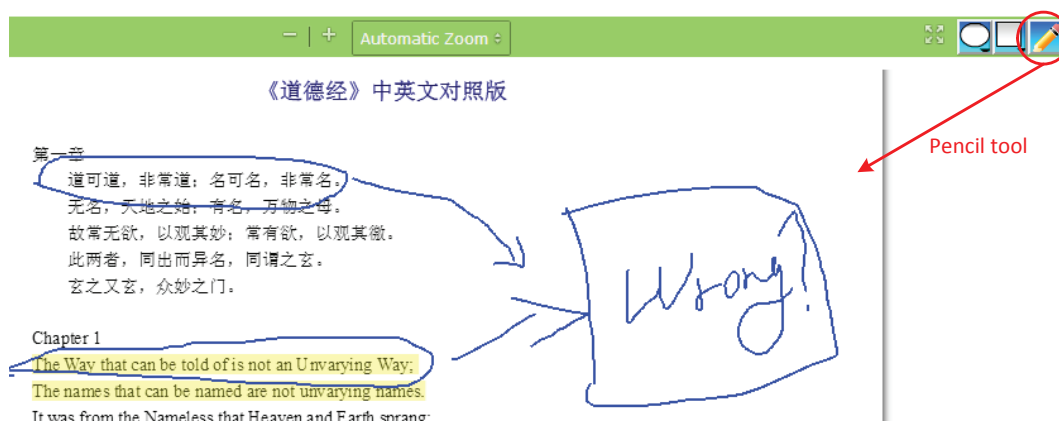 Automatic Zoom
《道德经》中英文对照版
Pencil tool
第一章
道可道，非常道；名可名，非常名。
无名，天地之始；有名，万物之母。
故常无欲，以观其妙；常有欲，以观其徼。
此两者，同出而异名，同谓之玄。
玄之又玄，众妙之门。
Wrong!
Chapter 1
The Way that can be told of is not an Unvarying Way;
The names that can be named are not unvarying names.
It was from the Nameless that Heaven and Earth sprang;